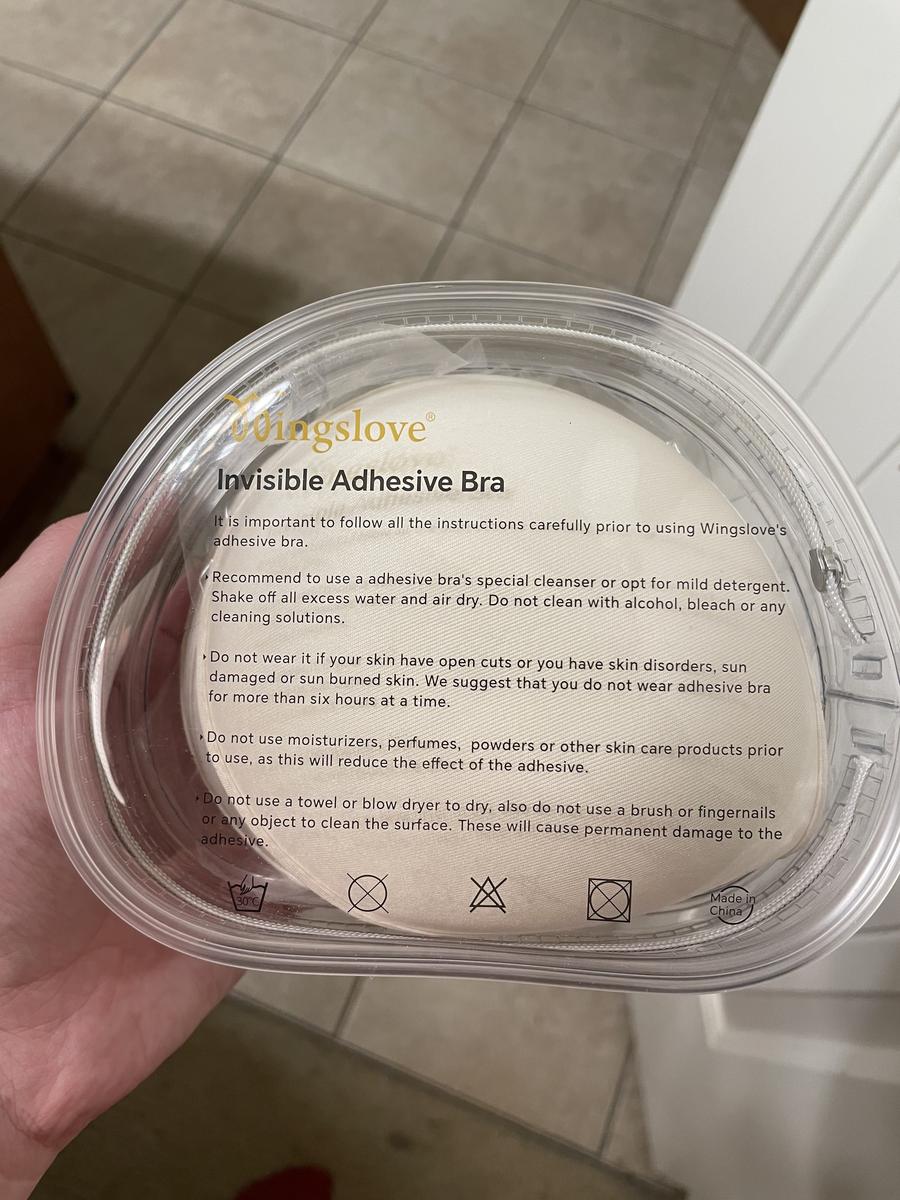 Wingslove®
Invisible Adhesive Bra
It is important to follow all the instructions carefully prior to using Wingslove's
adhesive bra.
Recommend to use a adhesive bra's special cleanser or opt for mild detergent.
Shake off all excess water and air dry. Do not clean with alcohol, bleach or any
cleaning solutions.
Do not wear it if your skin have open cuts or you have skin disorders, sun
damaged or sun burned skin. We suggest that you do not wear adhesive bra
for more than six hours at a time.
Do not use moisturizers, perfumes, powders or other skin care products prior
to use, as this will reduce the effect of the adhesive.
Do not use a towel or blow dryer to dry, also do not use a brush or fingernails
or any object to clean the surface. These will cause permanent damage to the
adhesive.
30°C
Made in
China